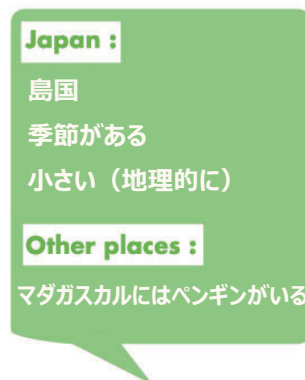 Japan :
島国
季節がある
小さい（地理的に）
Other places :
マダガスカルにはペンギンがいる